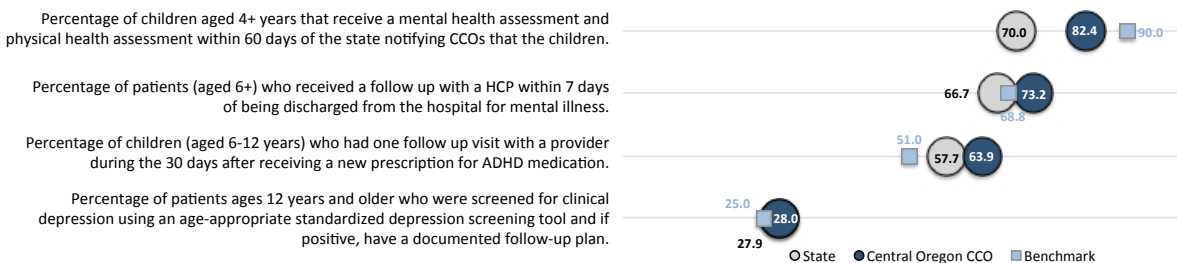 Percentage of children aged 4+ years that receive a mental health assessment and
physical health assessment within 60 days of the state notifying CCOs that the children.
70.0
82.4
90.0
Percentage of patients (aged 6+) who received a follow up with a HCP within 7 days
of being discharged from the hospital for mental illness.
66.7
73.2
68.8
Percentage of children (aged 6-12 years) who had one follow up visit with a provider
during the 30 days after receiving a new prescription for ADHD medication.
51.0
57.7
63.9
Percentage of patients ages 12 years and older who were screened for clinical
depression using an age-appropriate standardized depression screening tool and if
positive, have a documented follow-up plan.
25.0
28.0
27.9
State Central Oregon CCO Benchmark